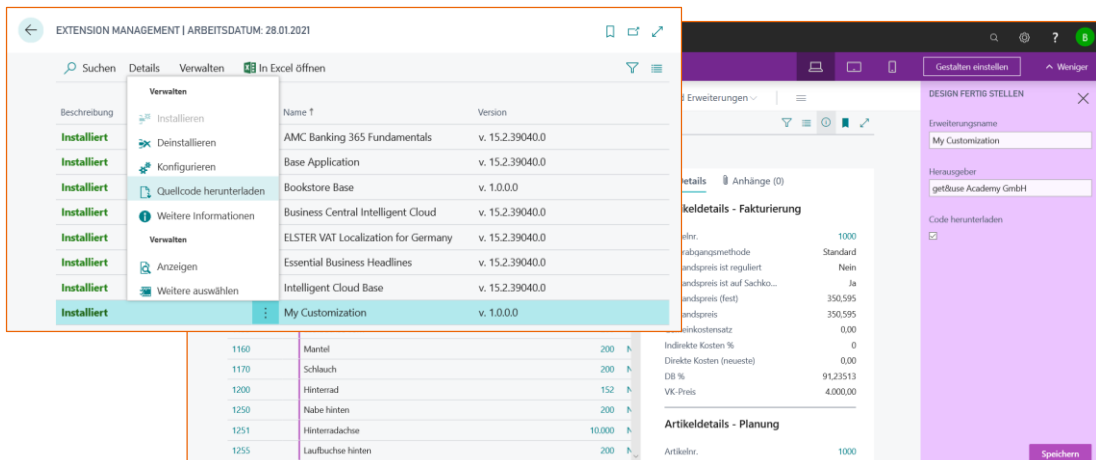 EXTENSION MANAGEMENT | ARBEITSDATUM: 28.01.2021
Suchen Details Verwalten In Excel öffnen
Verwalten
Installieren
Deinstallieren
Konfigurieren
Quellcode herunterladen
Weitere Informationen
Verwalten
Anzeigen
Weitere auswählen
Beschreibung Name ↑ Version
Installiert AMC Banking 365 Fundamentals v. 15.2.39040.0
Installiert Base Application v. 15.2.39040.0
Installiert Bookstore Base v. 1.0.0.0
Installiert Business Central Intelligent Cloud v. 15.2.39040.0
Installiert ELSTER VAT Localization for Germany v. 15.2.39040.0
Installiert Essential Business Headlines v. 15.2.39040.0
Installiert Intelligent Cloud Base v. 15.2.39040.0
Installiert My Customization v. 1.0.0.0
1160 Mantel 200
1170 Schlauch 200
1200 Hinterrad 152
1250 Nabe hinten 200
1251 Hinterradachse 10.000
1255 Laufbuchse hinten 200
? B
Gestalten einstellen Weniger
Erweiterungen
Anhänge (0)
- Fakturierung
1000
Standard
ist reguliert Nein
ist auf Sachko... Ja
(fest) 350,595
350,595
0,00
Indirekte Kosten % 0
Direkte Kosten (neueste) 0,00
DB % 91,23513
VK-Preis 4.000,00
Artikeldetails - Planung
Artikelnr. 1000
DESIGN FERTIG STELLEN
Erweiterungsname
My Customization
Herausgeber
get&use Academy GmbH
Code herunterladen
Speichern